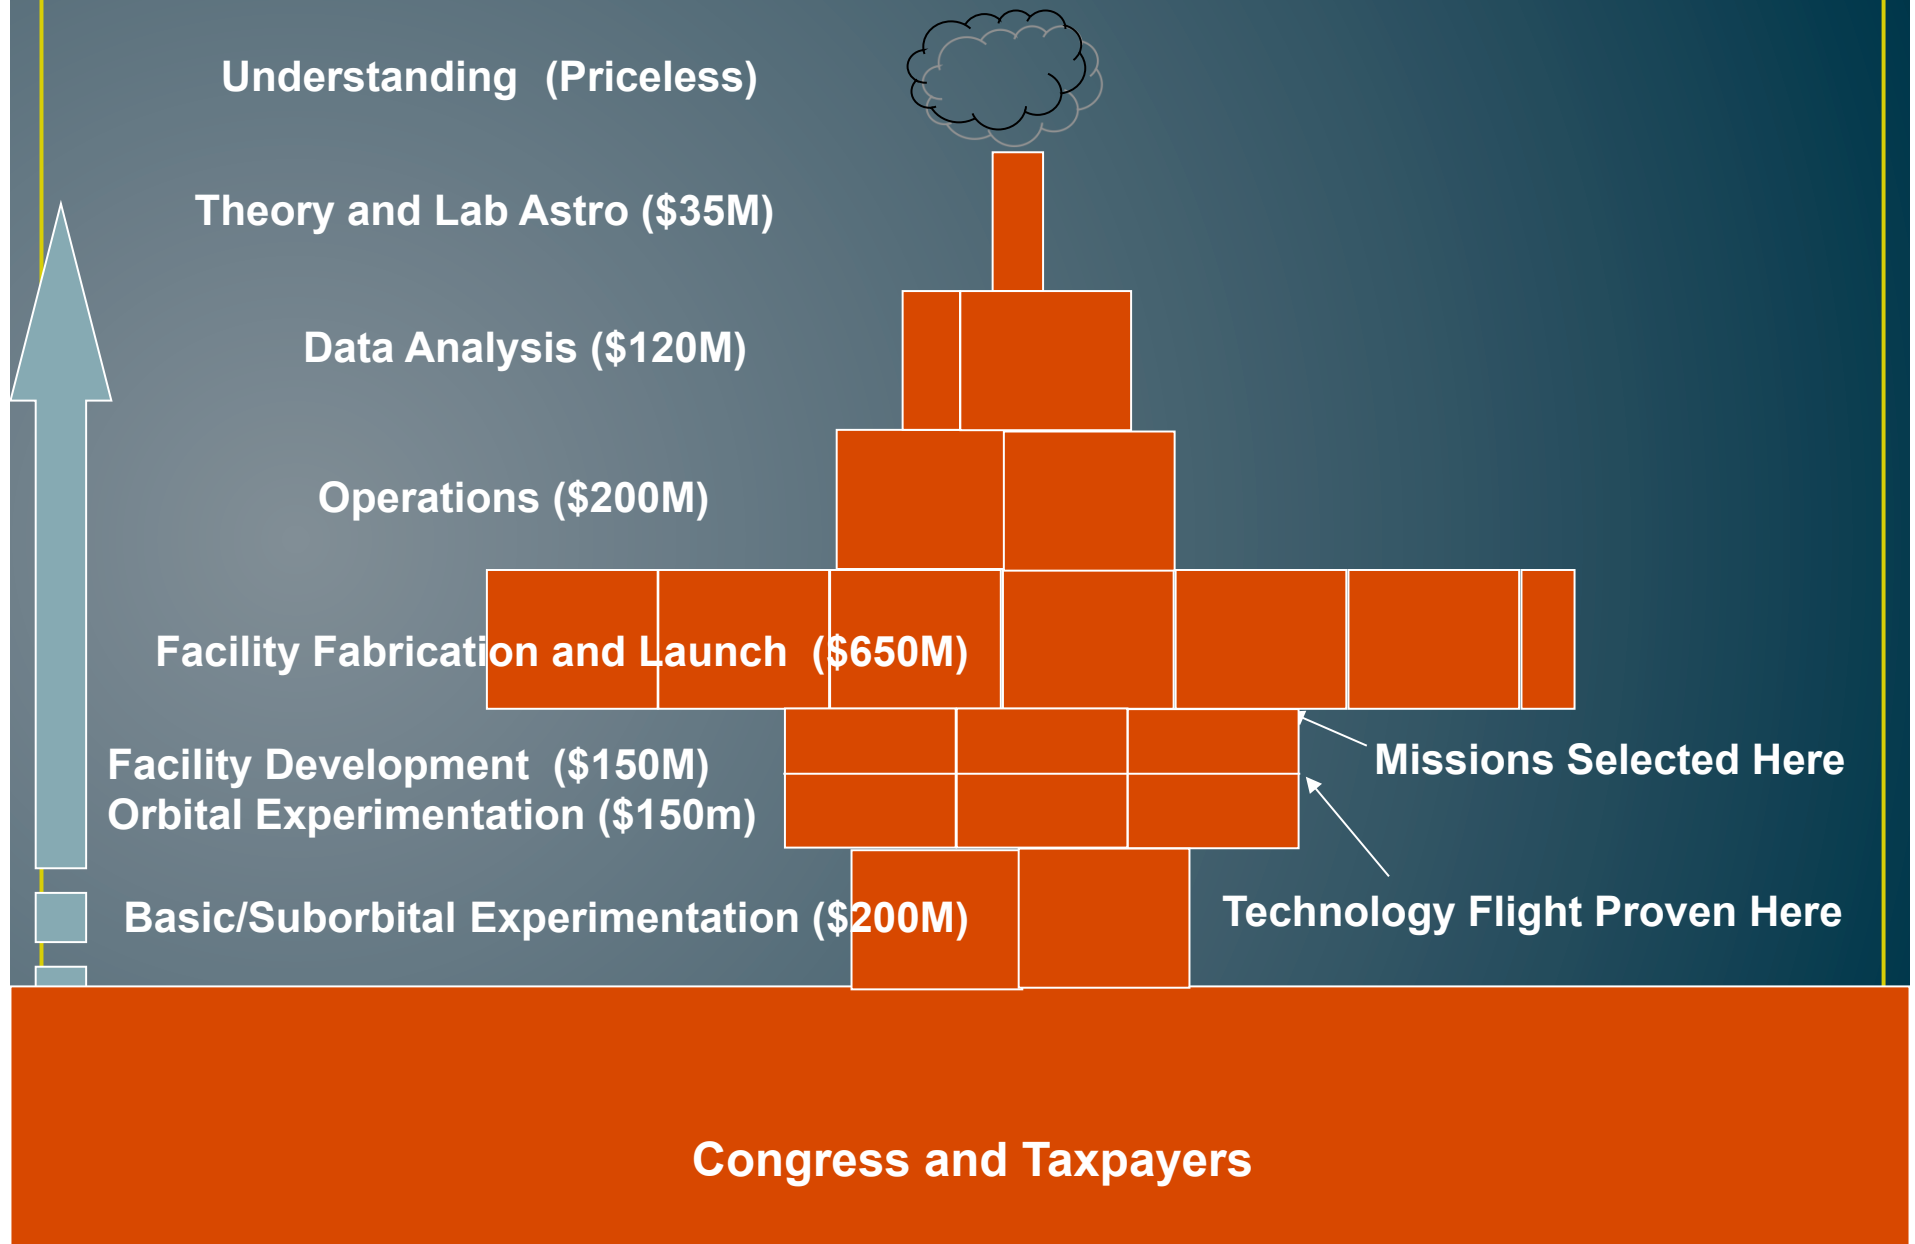 Understanding  (Priceless)
Theory and Lab Astro ($35M)
Data Analysis ($120M)
Operations ($200M)
Facility Fabrication and Launch  ($650M)
Facility Development  ($150M)
Orbital Experimentation ($150m)
Missions Selected Here
Basic/Suborbital Experimentation ($200M)
Technology Flight Proven Here
Congress and Taxpayers